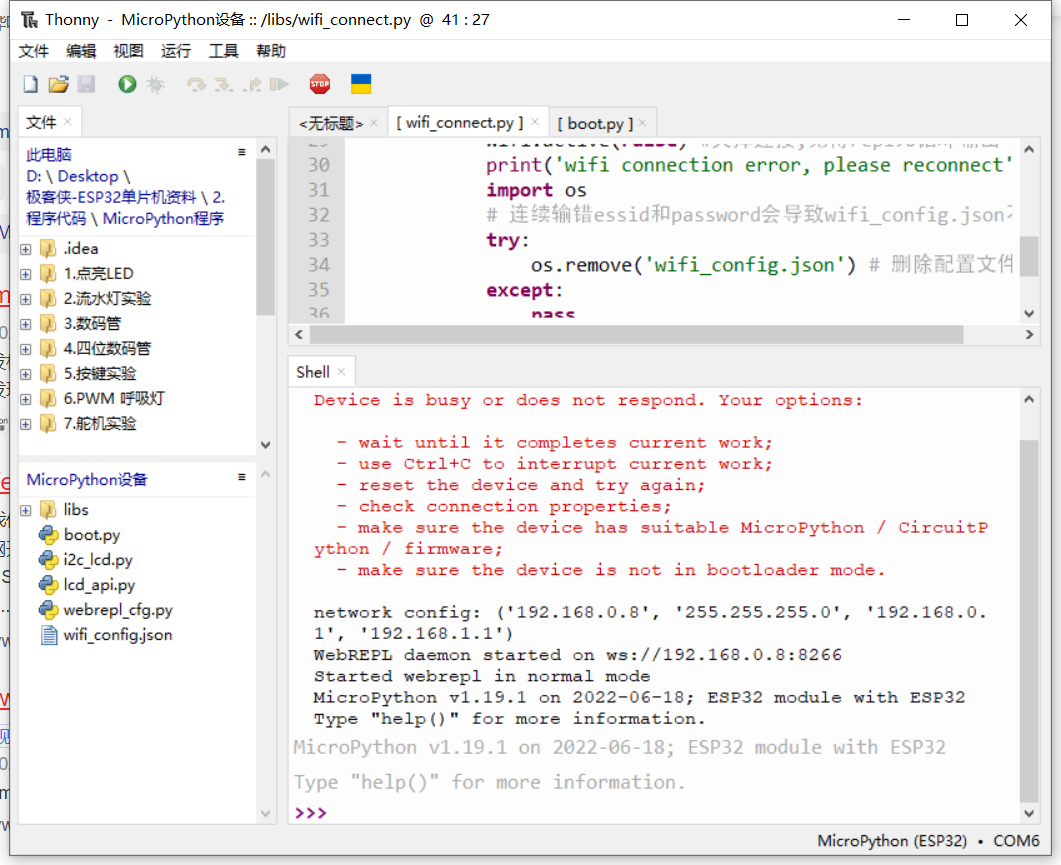 Thonny - MicroPython设备 :: /libs/wifi_connect.py @ 41 : 27
文件 编辑 视图 运行 工具 帮助
STOP
文件 ×
此电脑
D: \ Desktop \
极客侠-ESP32单片机资料 \ 2.
程序代码 \ MicroPython程序
.idea
1.点亮LED
2.流水灯实验
3.数码管
4.四位数码管
5.按键实验
6.PWM 呼吸灯
7.舵机实验
MicroPython设备
libs
boot.py
i2c_lcd.py
lcd_api.py
webrepl_cfg.py
wifi_config.json
<无标题> × [ wifi_connect.py ] × [ boot.py ] ×
30 print('wifi connection error, please reconnect'
31 import os
32 # 连续输错essid和password会导致wifi_config.json
33 try:
34 os.remove('wifi_config.json') # 删除配置文件
35 except:
36 pass
Shell ×
Device is busy or does not respond. Your options:
- wait until it completes current work;
- use Ctrl+C to interrupt current work;
- reset the device and try again;
- check connection properties;
- make sure the device has suitable MicroPython / CircuitP
ython / firmware;
- make sure the device is not in bootloader mode.
network config: ('192.168.0.8', '255.255.255.0', '192.168.0.
1', '192.168.1.1')
WebREPL daemon started on ws://192.168.0.8:8266
Started webrepl in normal mode
MicroPython v1.19.1 on 2022-06-18; ESP32 module with ESP32
Type "help()" for more information.
MicroPython v1.19.1 on 2022-06-18; ESP32 module with ESP32
Type "help()" for more information.
>>>
MicroPython (ESP32) • COM6